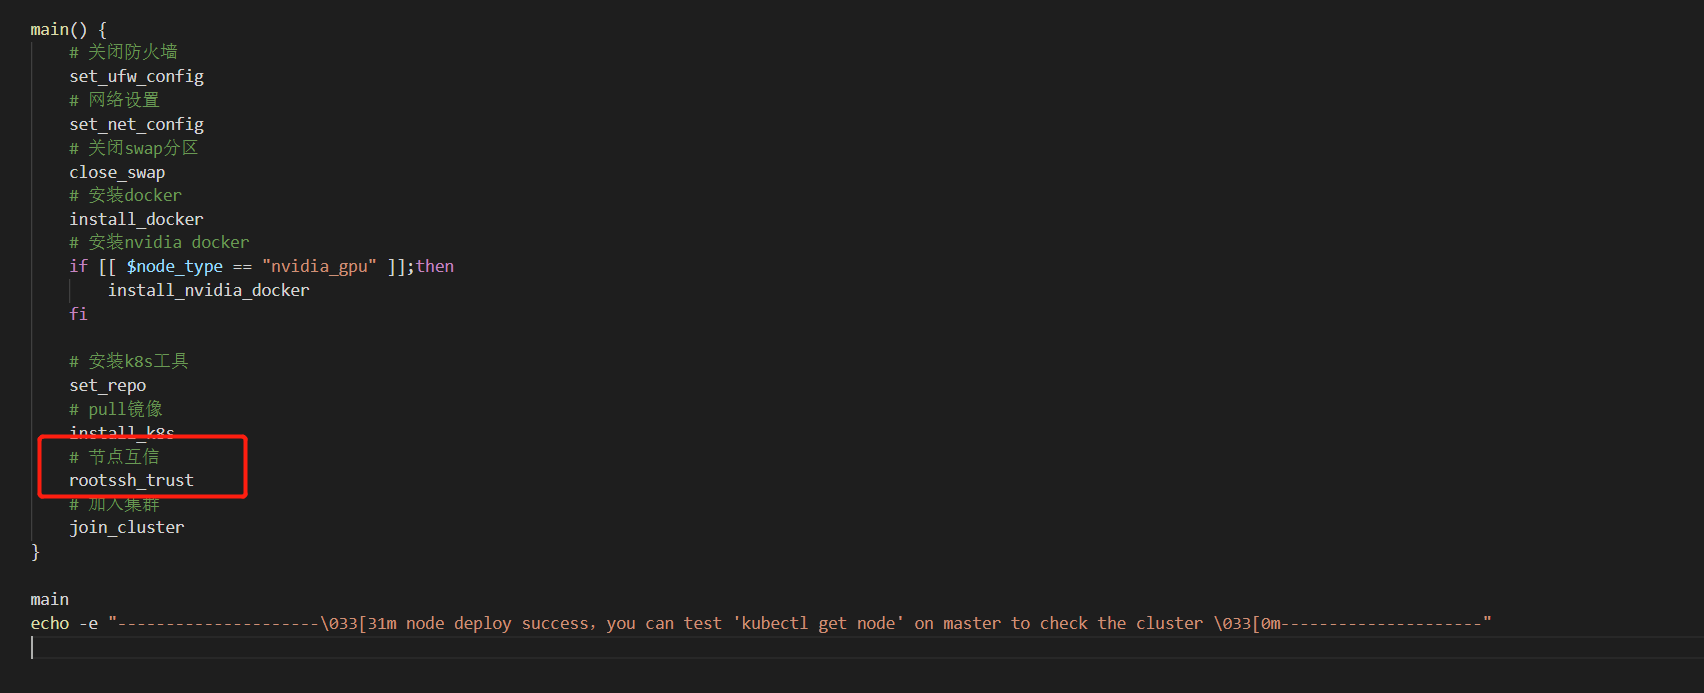 main() {
# 关闭防火墙
set_ufw_config
# 网络设置
set_net_config
# 关闭swap分区
close_swap
# 安装docker
install_docker
# 安装nvidia docker
if [[ $node_type == "nvidia_gpu" ]];then
install_nvidia_docker
fi
# 安装k8s工具
set_repo
# pull镜像
install_k8s
# 节点互信
rootssh_trust
# 加入集群
join_cluster
}
main
echo -e "---------------------\033[31m node deploy success，you can test 'kubectl get node' on master to check the cluster \033[0m---------------------"